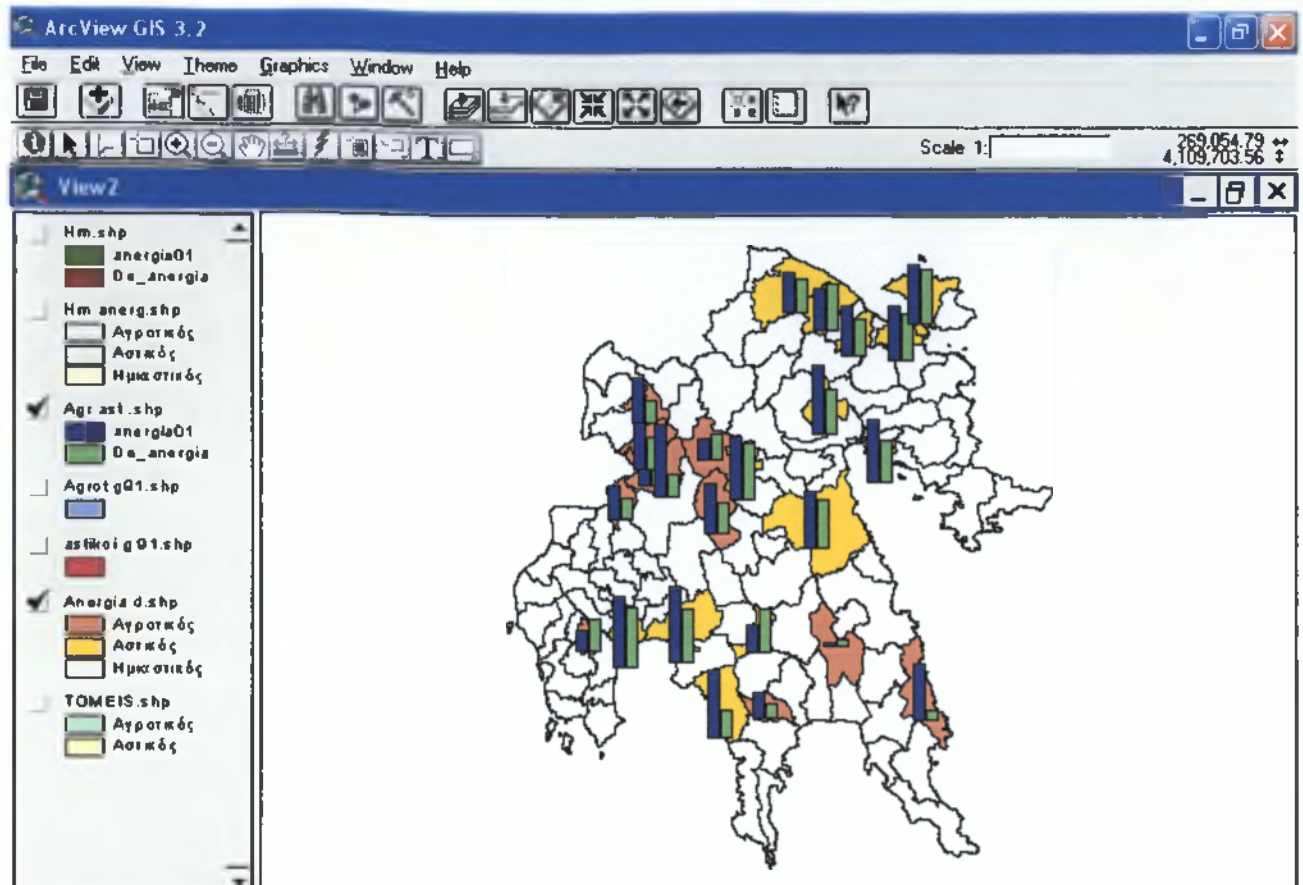 ArcView GIS 3.2
File Edit View Theme Graphics Window Help
Scale 1:
269,054.79
4,109,703.56
View2
Hm.shp
anergia01
De_anergia
Hm anerg.shp
Αγροτικός
Αστικός
Ημιαστικός
Agr ast .shp
anergia01
De_anergia
Agrot g01.shp
astikoi g01.shp
Anergia d.shp
Αγροτικός
Αστικός
Ημιαστικός
TOMEIS.shp
Αγροτικός
Αστικός